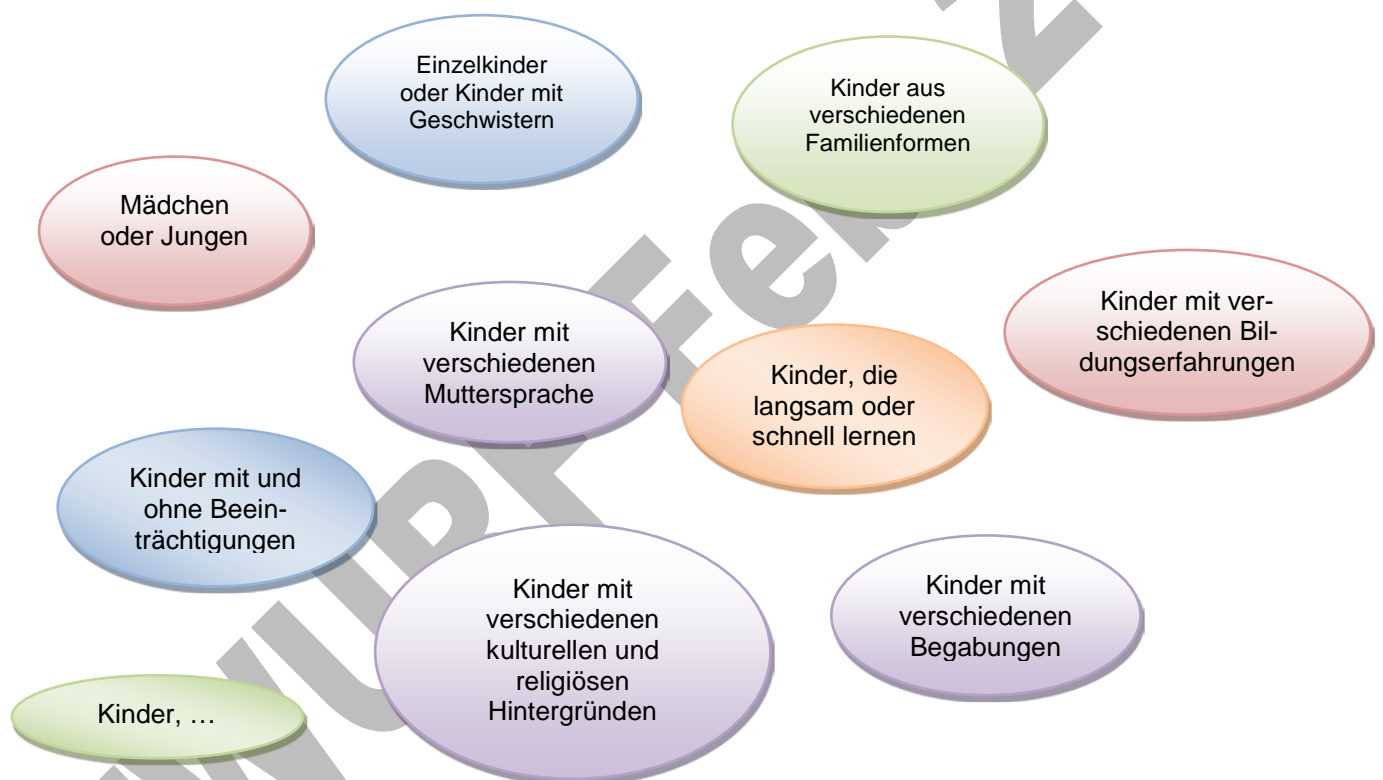 Einzelkinder
oder Kinder mit
Geschwistern
Kinder aus
verschiedenen
Familienformen
Mädchen
oder Jungen
Kinder mit
verschiedenen
Muttersprache
Kinder, die
langsam oder
schnell lernen
Kinder mit ver-
schiedenen Bil-
dungserfahrungen
Kinder mit und
ohne Beein-
trächtigungen
Kinder mit
verschiedenen
kulturellen und
religiösen
Hintergründen
Kinder mit
verschiedenen
Begabungen
Kinder, …